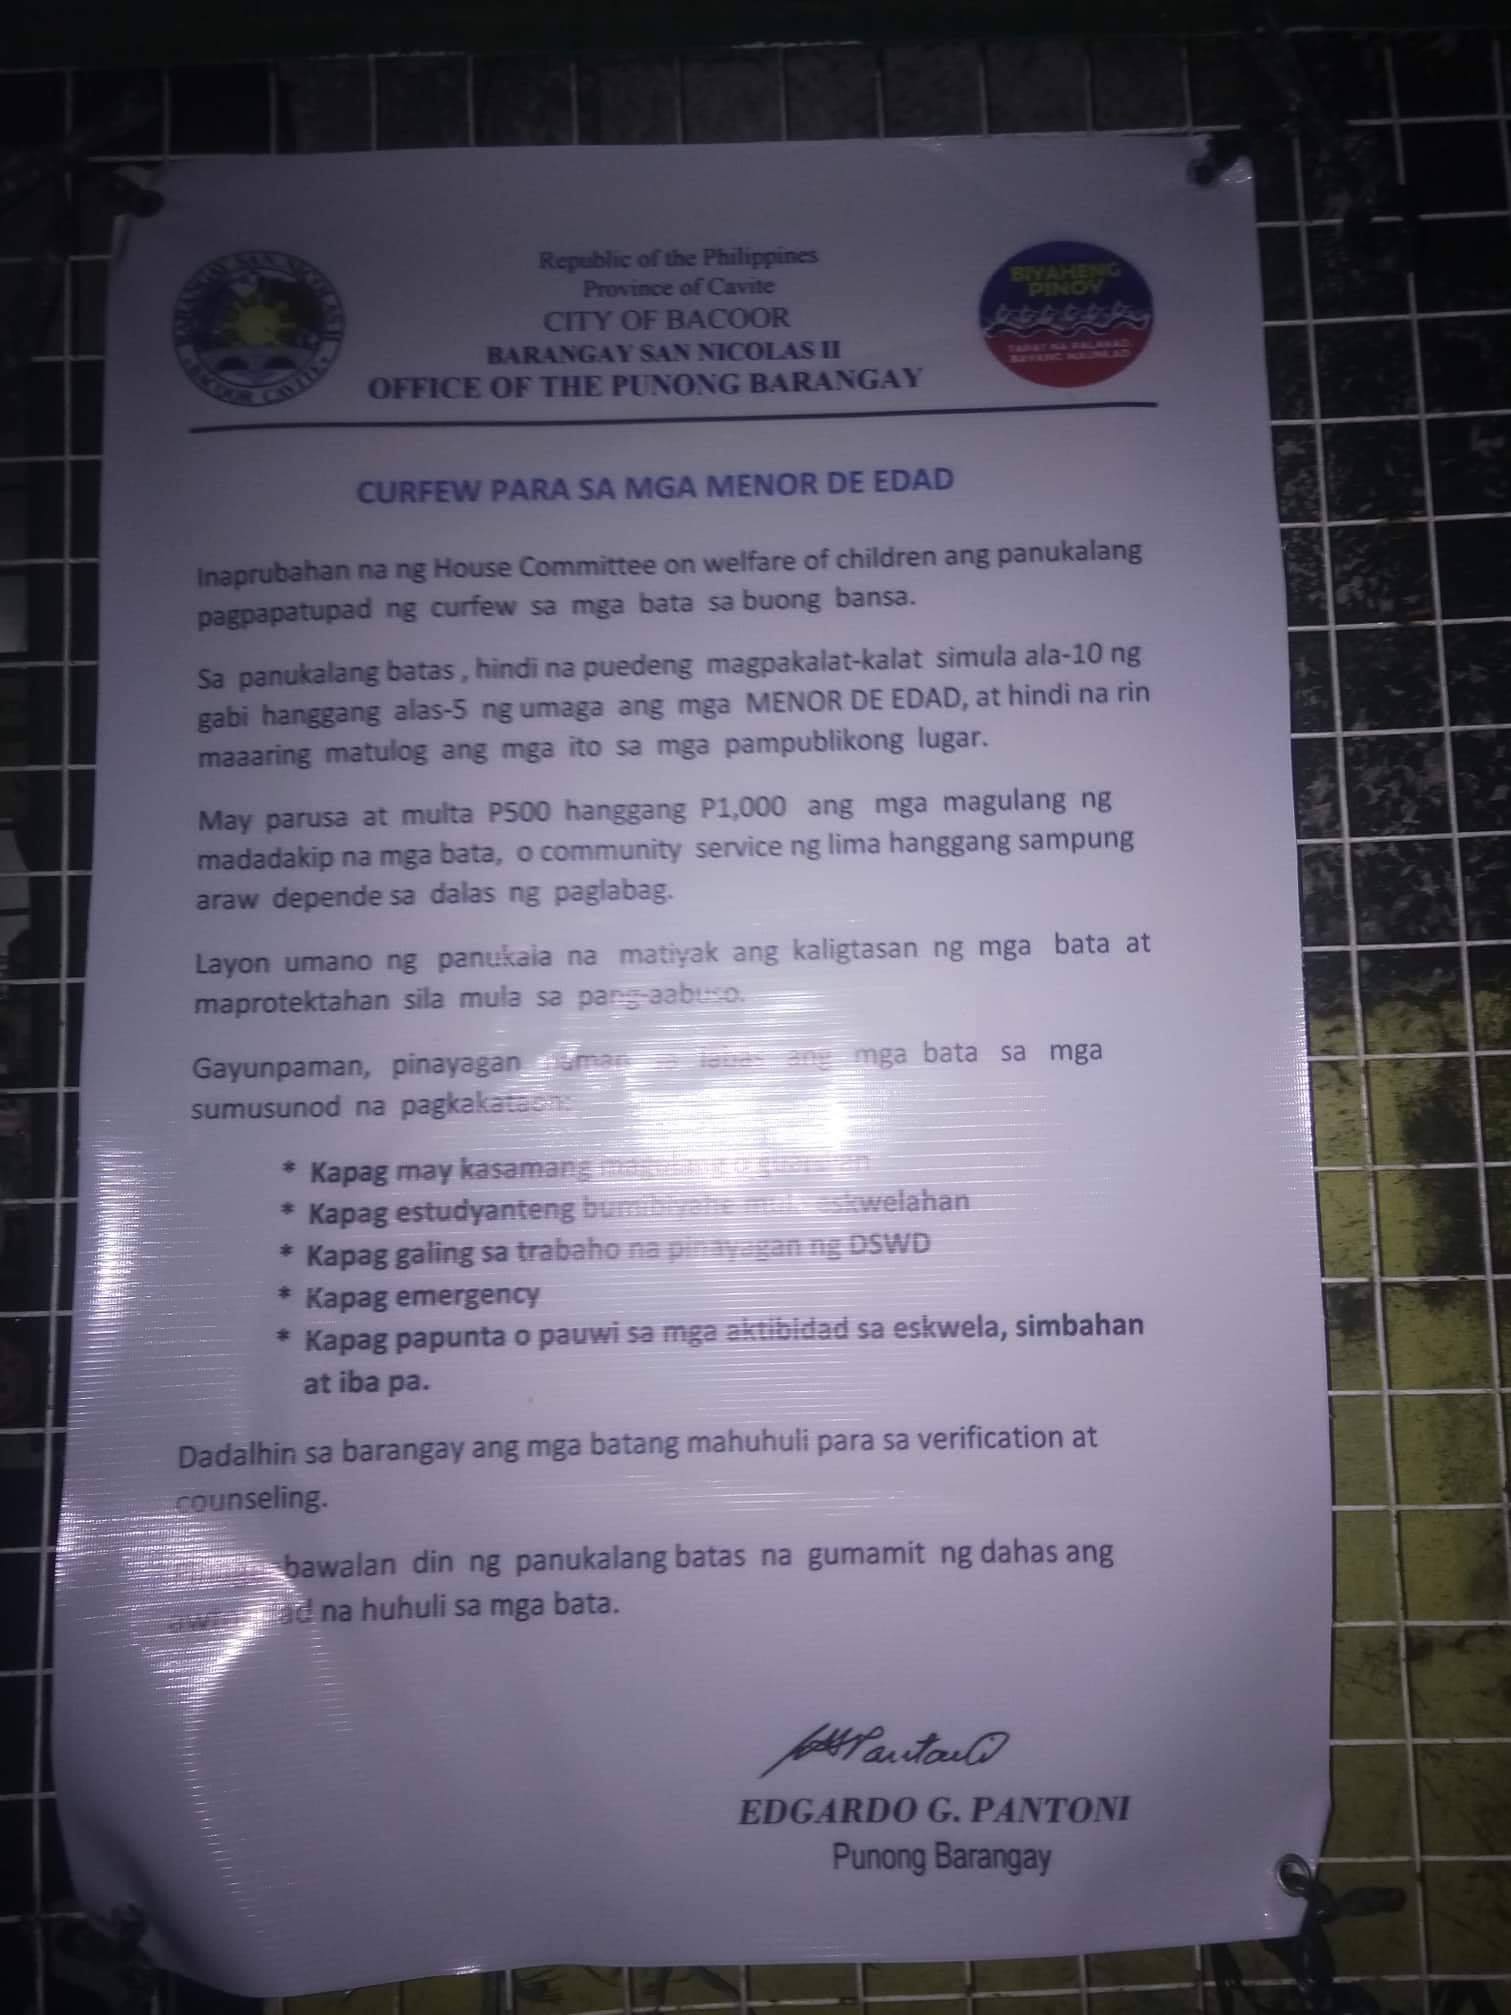 BARANGAY SAN NICOLAS II
BACOOR CAVITE
Republic of the Philippines
Province of Cavite
CITY OF BACOOR
BARANGAY SAN NICOLAS II
OFFICE OF THE PUNONG BARANGAY
BIYAHENG
PINOY
CURFEW PARA SA MGA MENOR DE EDAD
Inaprubahan na ng House Committee on welfare of children ang panukalang
pagpapatupad ng curfew sa mga bata sa buong bansa.
Sa panukalang batas , hindi na puedeng magpakalat-kalat simula ala-10 ng
gabi hanggang alas-5 ng umaga ang mga MENOR DE EDAD, at hindi na rin
maaaring matulog ang mga ito sa mga pampublikong lugar.
May parusa at multa P500 hanggang P1,000 ang mga magulang ng
madadakip na mga bata, o community service ng lima hanggang sampung
araw depende sa dalas ng paglabag.
Layon umano ng panukala na matiyak ang kaligtasan ng mga bata at
maprotektahan sila mula sa pang-aabuso.
Gayunpaman, pinayagan naman sa labas ang mga bata sa mga
sumusunod na pagkakataon:
* Kapag may kasamang magulang o
* Kapag estudyanteng bumibiyahe mula eskwelahan
* Kapag galing sa trabaho na pinayagan ng DSWD
* Kapag emergency
* Kapag papunta o pauwi sa mga aktibidad sa eskwela, simbahan
at iba pa.
Dadalhin sa barangay ang mga batang mahuhuli para sa verification at
counseling.
din ng panukalang batas na gumamit ng dahas ang
na huhuli sa mga bata.
EDGARDO G. PANTONI
Punong Barangay